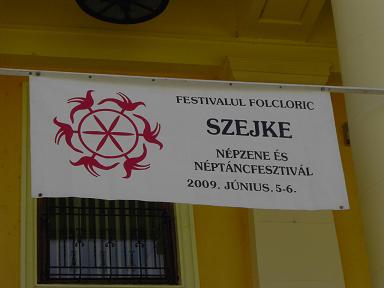 FESTIVALUL FOLCLORIC
SZEJKE
NÉPZENE ÉS
NÉPTÁNCFESZTIVÁL
2009. JÚNIUS. 5-6.